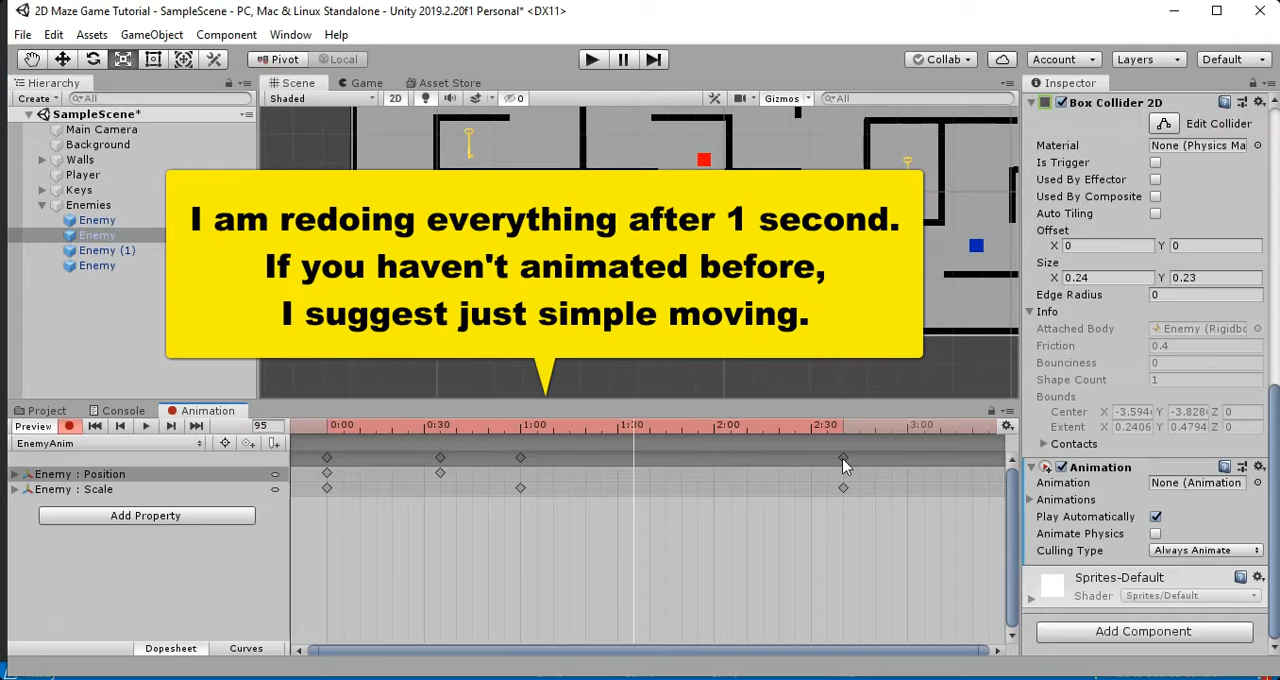 2D Maze Game Tutorial - SampleScene - PC, Mac & Linux Standalone - Unity 2019.2.20f1 Personal* <DX11>
File Edit Assets GameObject Component Window Help
Pivot Local Collab Account Layers Default
Hierarchy Scene Game Asset Store Inspector
Create All Shaded 2D 0 Gizmos All Box Collider 2D
SampleScene* Edit Collider
Main Camera Material None (Physics Ma
Background Is Trigger
Walls Used By Effector
Player Used By Composite
Keys Auto Tiling
Enemies Offset
Enemy X 0 Y 0
Enemy Size
Enemy (1) X 0.24 Y 0.23
Enemy Edge Radius 0
I am redoing everything after 1 second.
If you haven't animated before,
I suggest just simple moving.
Info
Attached Body Enemy (Rigidbo
Friction 0.4
Bounciness 0
Shape Count 1
Bounds
Center X -3.594 Y -3.828 Z 0
Extent X 0.2406 Y 0.4794 Z 0
Contacts
Project Console Animation
Preview 95 0:00 0:30 1:00 1:30 2:00 2:30 3:00
EnemyAnim
Enemy : Position
Enemy : Scale
Add Property
Dopesheet Curves
Animation
Animation None (Animation
Animations
Play Automatically
Animate Physics
Culling Type Always Animate
Sprites-Default
Shader Sprites/Default
Add Component